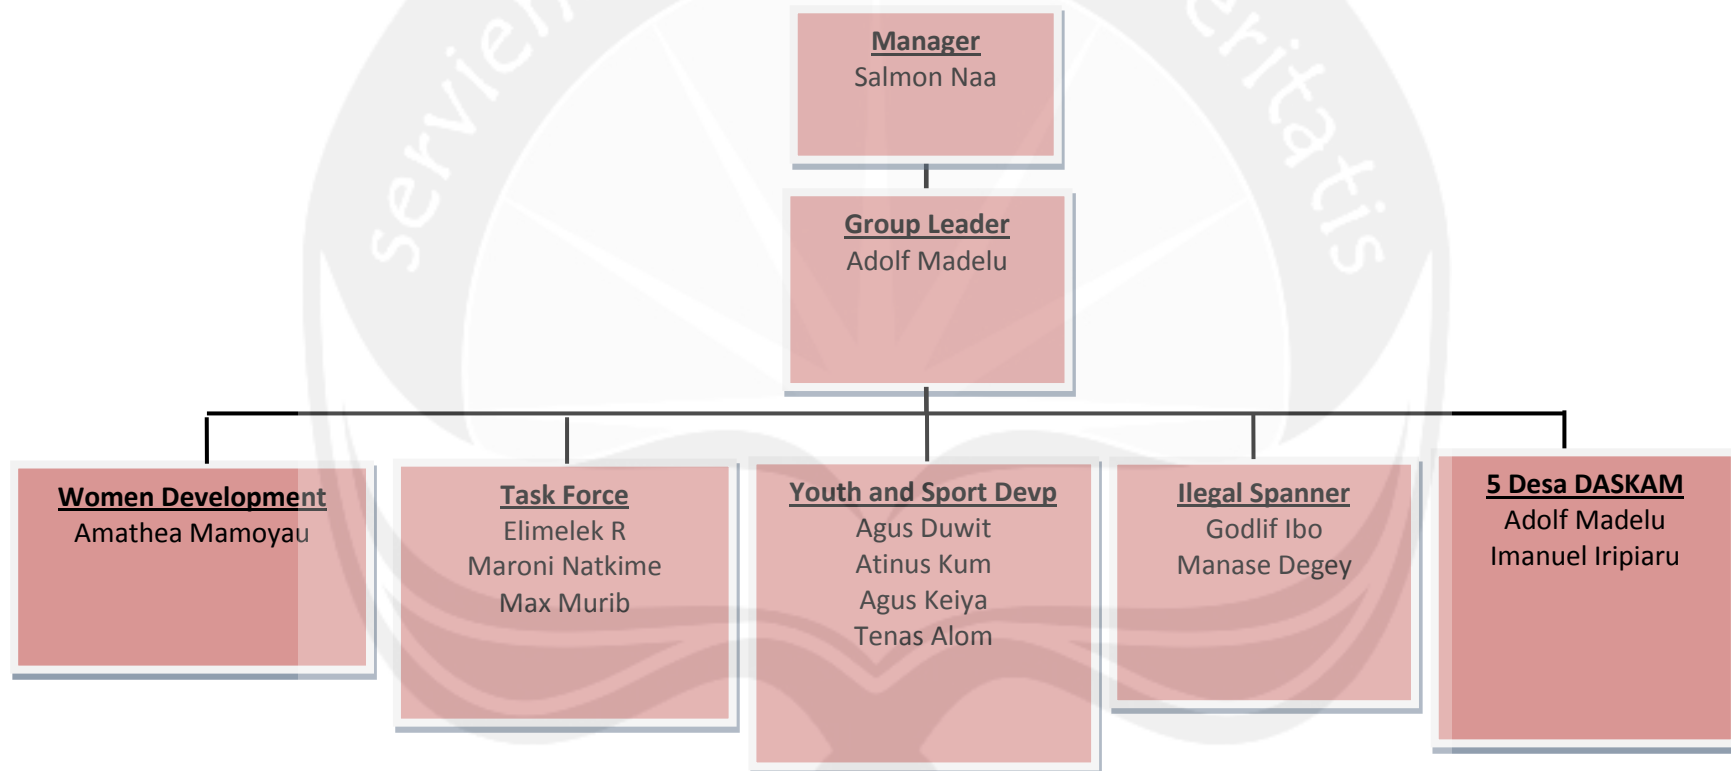 Manager
Salmon Naa
Group Leader
Adolf Madelu
Women Development
Amathea Mamoyau
Task Force
Elimelek R
Maroni Natkime
Max Murib
Youth and Sport Devp
Agus Duwit
Atinus Kum
Agus Keiya
Tenas Alom
Ilegal Spanner
Godlif Ibo
Manase Degey
5 Desa DASKAM
Adolf Madelu
Imanuel Iripiaru